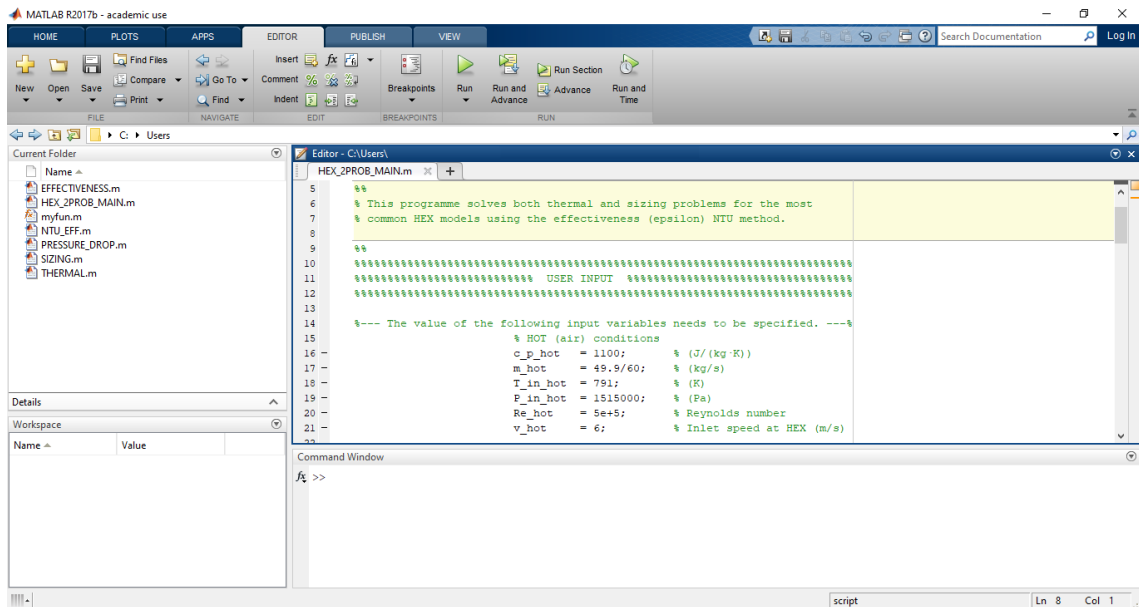 MATLAB R2017b - academic use
HOME PLOTS APPS EDITOR PUBLISH VIEW Search Documentation Log In
New Open Save Find Files Compare Print Go To Find Insert Comment Indent Breakpoints Run Run and Advance Run Section Advance Run and Time
FILE NAVIGATE EDIT BREAKPOINTS RUN
C: Users
Current Folder
Name
EFFECTIVENESS.m
HEX_2PROB_MAIN.m
myfun.m
NTU_EFF.m
PRESSURE_DROP.m
SIZING.m
THERMAL.m
Details
Workspace
Name Value
Editor - C:\Users\
HEX_2PROB_MAIN.m
5 %%
6 % This programme solves both thermal and sizing problems for the most
7 % common HEX models using the effectiveness (epsilon) NTU method.
8
9 %%
10 %%%%%%%%%%%%%%%%%%%%%%%%%%%%%%%%%%%%%%%%%%%%%%%%%%%%%%%%%%%%%%%%%%%%%%%%%%%
11 %%%%%%%%%%%%%%%%%%%%%%%%%%% USER INPUT %%%%%%%%%%%%%%%%%%%%%%%%%%%%%%%%%%
12 %%%%%%%%%%%%%%%%%%%%%%%%%%%%%%%%%%%%%%%%%%%%%%%%%%%%%%%%%%%%%%%%%%%%%%%%%%%
13
14 %--- The value of the following input variables needs to be specified. ---%
15 % HOT (air) conditions
16 – c_p_hot = 1100; % (J/(kg·K))
17 – m_hot = 49.9/60; % (kg/s)
18 – T_in_hot = 791; % (K)
19 – P_in_hot = 1515000; % (Pa)
20 – Re_hot = 5e+5; % Reynolds number
21 – v_hot = 6; % Inlet speed at HEX (m/s)
Command Window
fx >>
script Ln 8 Col 1